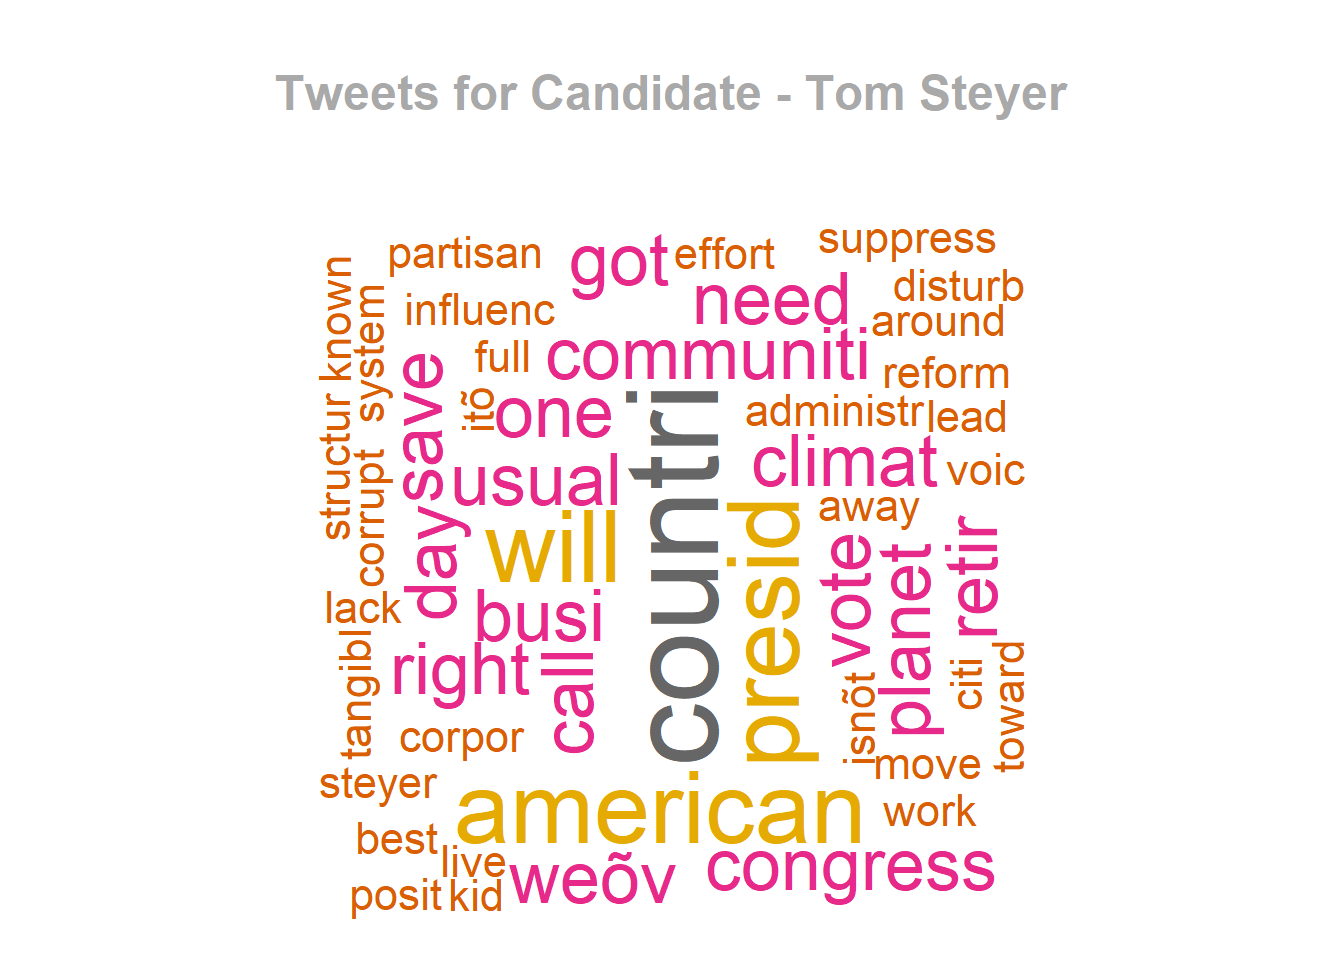 Tweets for Candidate - Tom Steyer
suppress
partisan
got
effort
known
system
influenc
need
disturb
around
full
communiti
save
reform
itõ
one
countri
administr
lead
structur
usual
climat
voic
corrupt
day
will
presid
away
vote
planet
retir
lack
busi
tangibl
right
call
isnõt
citi
toward
corpor
move
steyer
american
work
best
live
weõv
congress
posit
kid